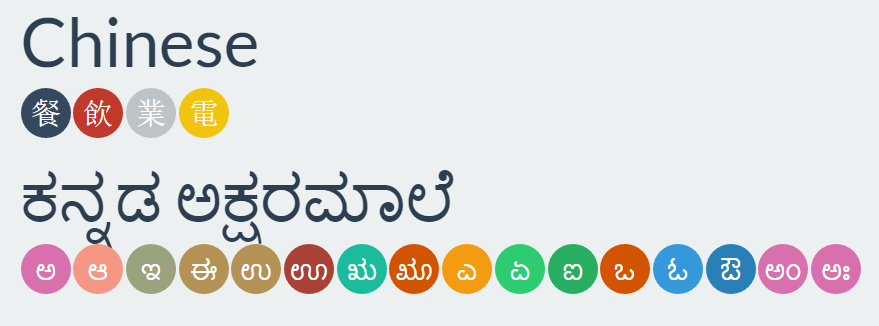 Chinese
餐 飲 業 電
ಕನ್ನಡ ಅಕ್ಷರಮಾಲೆ
ಅ ಆ ಇ ಈ ಉ ಊ ಋ ೠ ಎ ಏ ಐ ಒ ಓ ಔ ಅಂ ಅಃ